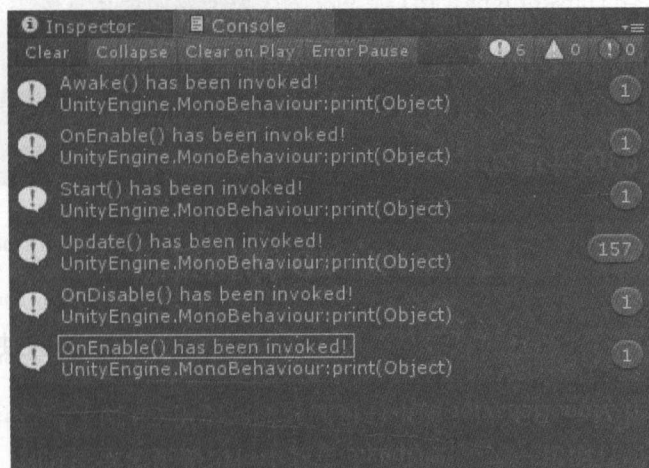 Inspector
Console
Clear Collapse Clear on Play Error Pause 6 0 0
Awake() has been invoked!
UnityEngine.MonoBehaviour:print(Object)
1
OnEnable() has been invoked!
UnityEngine.MonoBehaviour:print(Object)
1
Start() has been invoked!
UnityEngine.MonoBehaviour:print(Object)
1
Update() has been invoked!
UnityEngine.MonoBehaviour:print(Object)
157
OnDisable() has been invoked!
UnityEngine.MonoBehaviour:print(Object)
1
OnEnable() has been invoked!
UnityEngine.MonoBehaviour:print(Object)
1